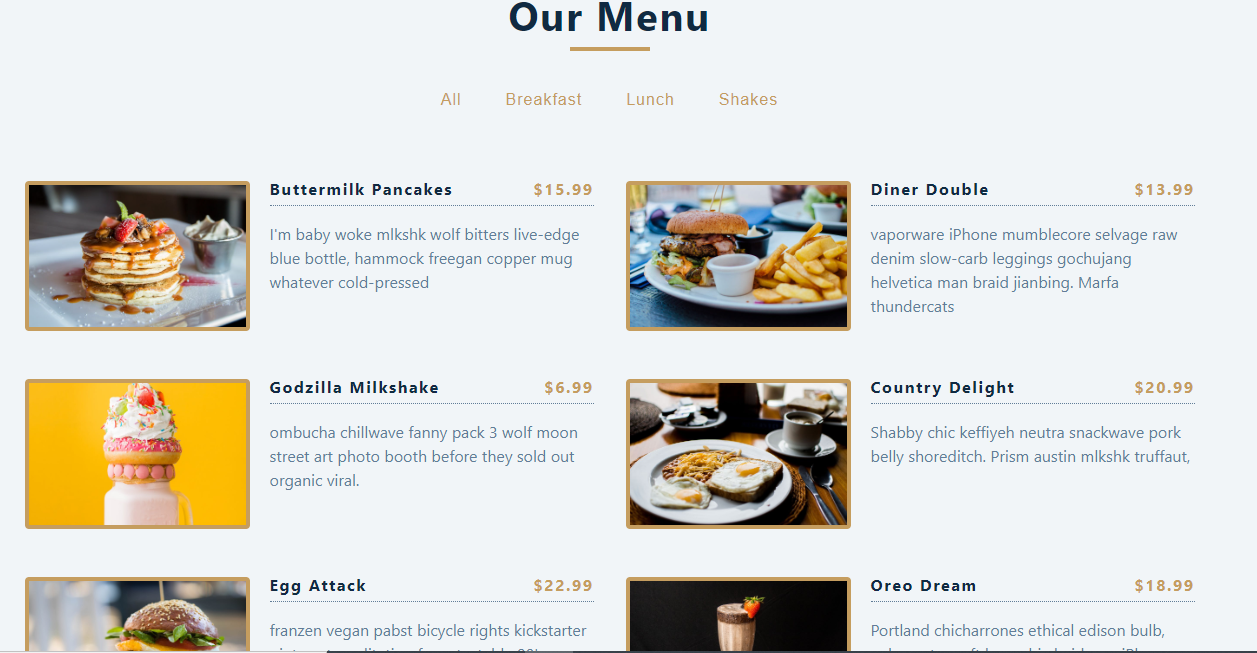 Our Menu
All Breakfast Lunch Shakes
Buttermilk Pancakes $15.99
I'm baby woke mlkshk wolf bitters live-edge
blue bottle, hammock freegan copper mug
whatever cold-pressed
Diner Double $13.99
vaporware iPhone mumblecore selvage raw
denim slow-carb leggings gochujang
helvetica man braid jianbing. Marfa
thundercats
Godzilla Milkshake $6.99
ombucha chillwave fanny pack 3 wolf moon
street art photo booth before they sold out
organic viral.
Country Delight $20.99
Shabby chic keffiyeh neutra snackwave pork
belly shoreditch. Prism austin mlkshk truffaut,
Egg Attack $22.99
franzen vegan pabst bicycle rights kickstarter
Oreo Dream $18.99
Portland chicharrones ethical edison bulb,